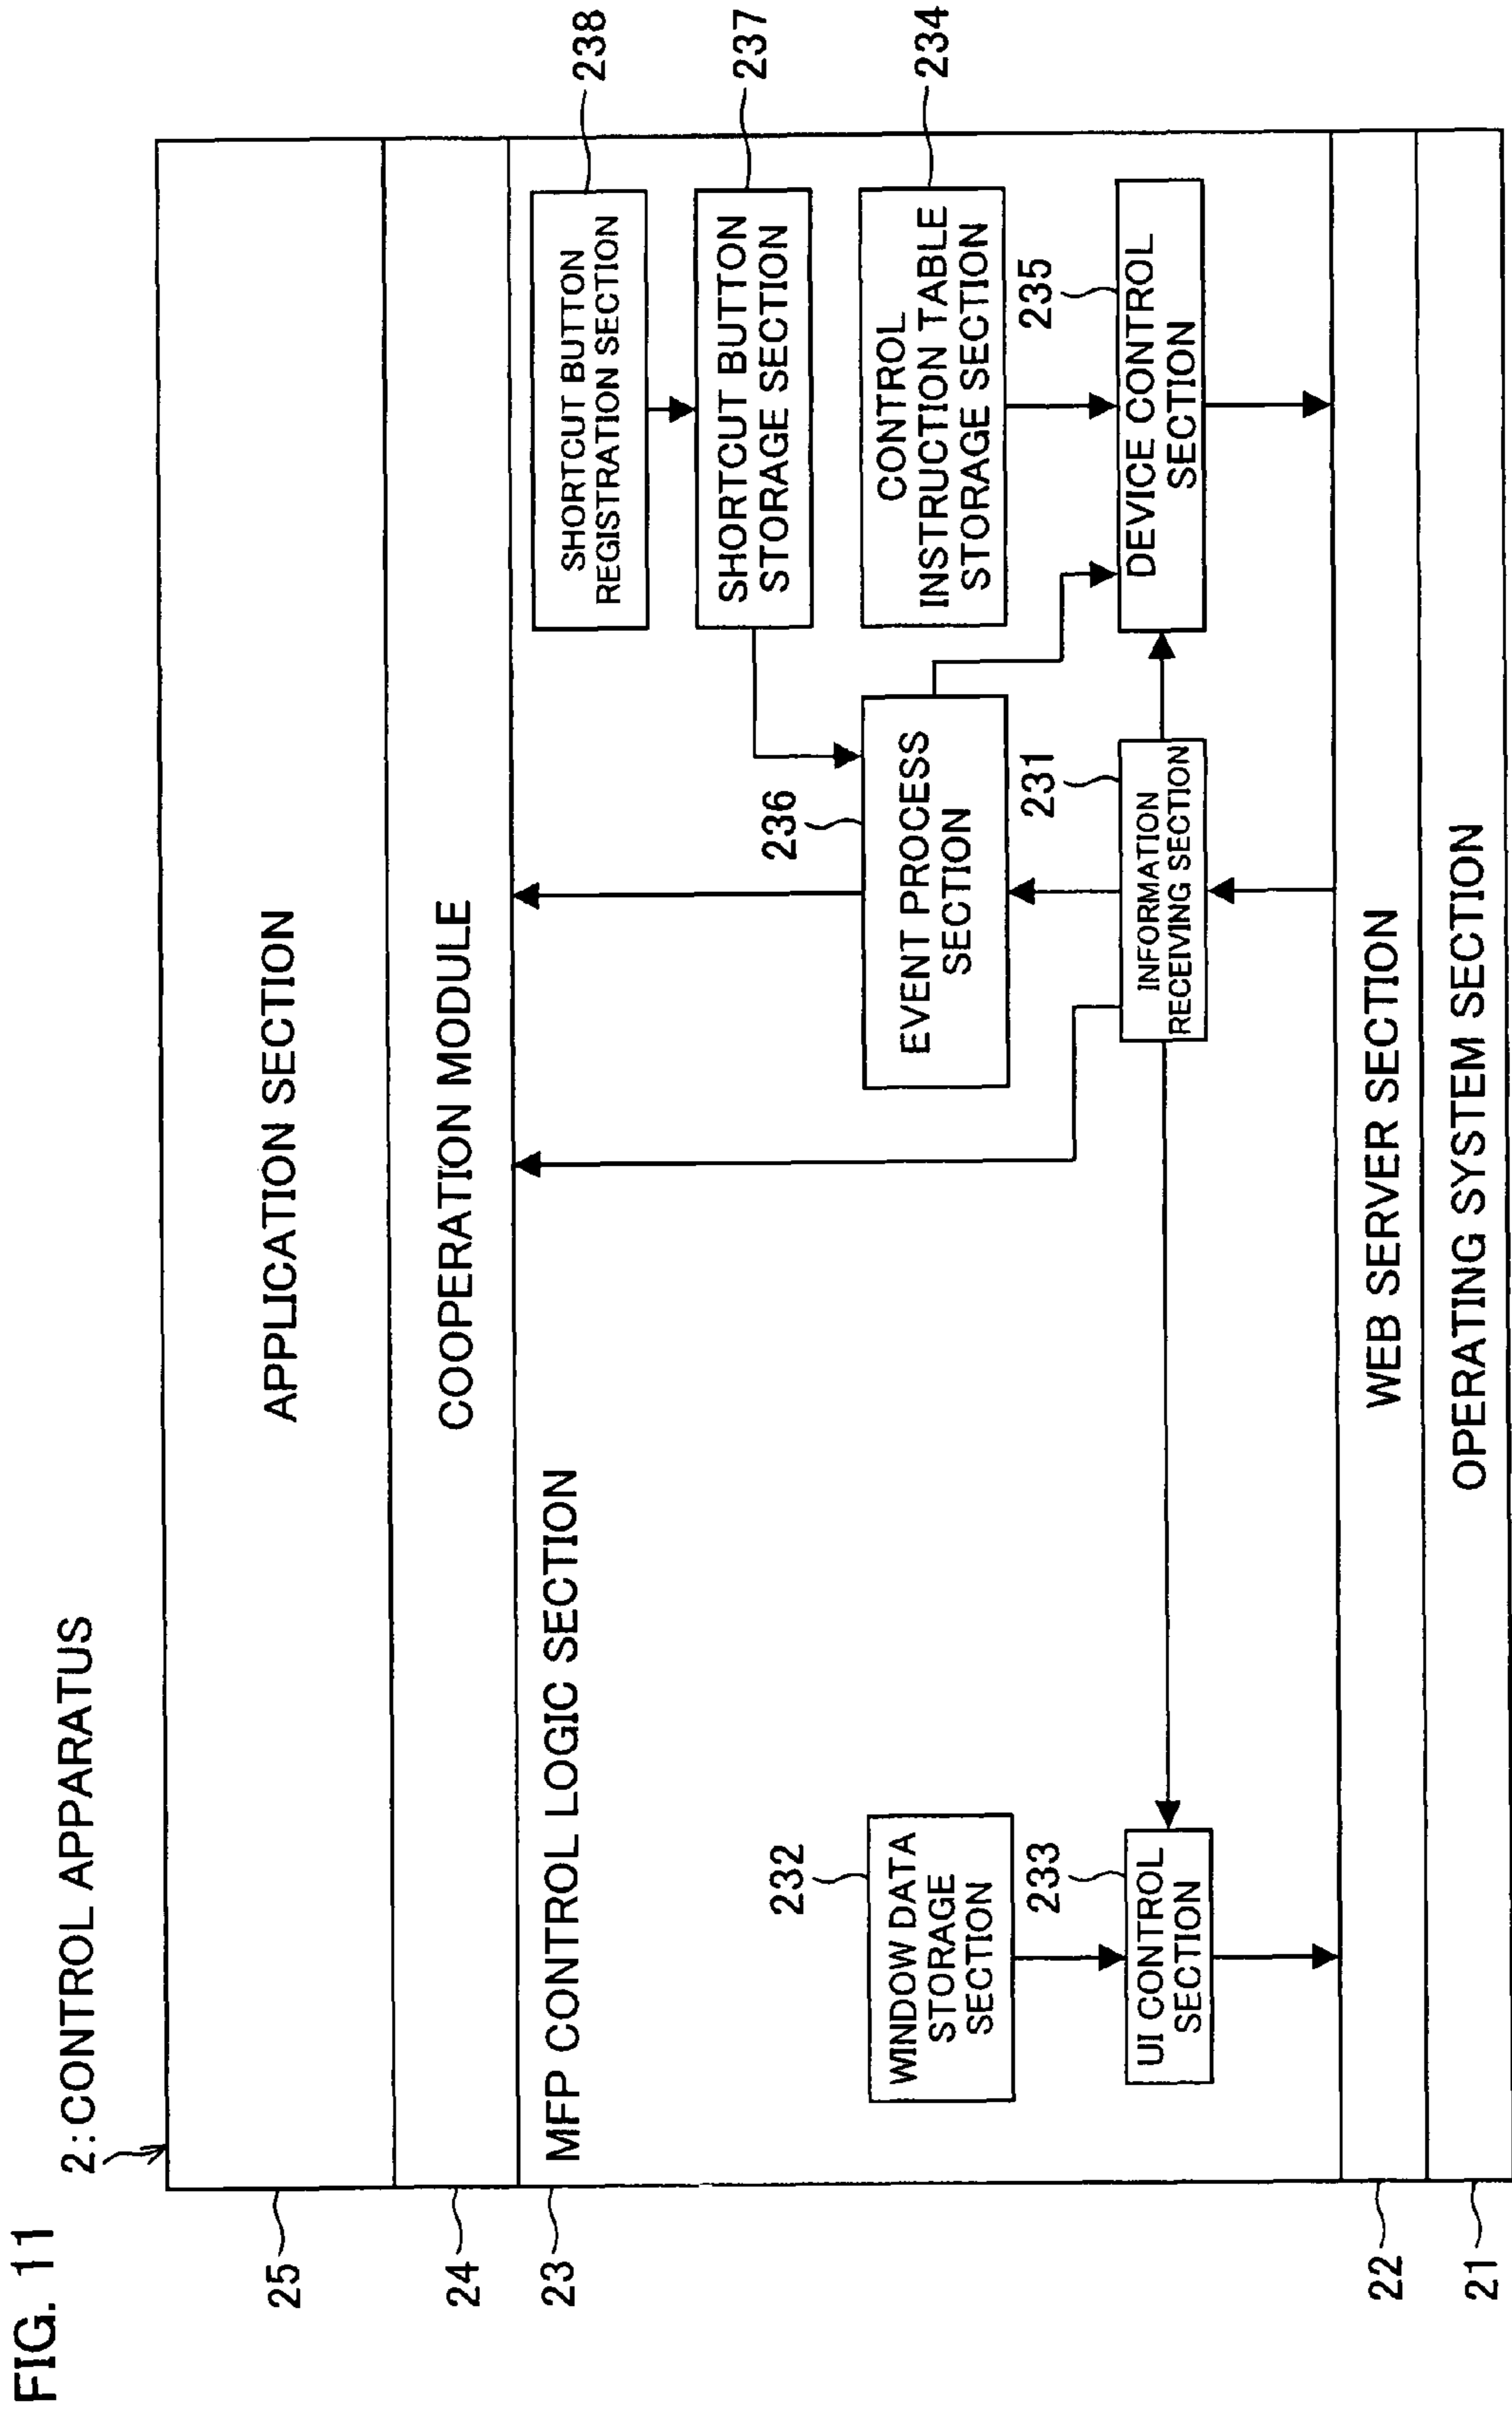 FIG. 11
2:CONTROL APPARATUS
25
APPLICATION SECTION
24
COOPERATION MODULE
23
MFP CONTROL LOGIC SECTION
238
SHORTCUT BUTTON
REGISTRATION SECTION
237
SHORTCUT BUTTON
STORAGE SECTION
232
WINDOW DATA
STORAGE
SECTION
236
EVENT PROCESS
SECTION
234
CONTROL
INSTRUCTION TABLE
STORAGE SECTION
233
UI CONTROL
SECTION
231
INFORMATION
RECEIVING SECTION
235
DEVICE CONTROL
SECTION
22
WEB SERVER SECTION
21
OPERATING SYSTEM SECTION